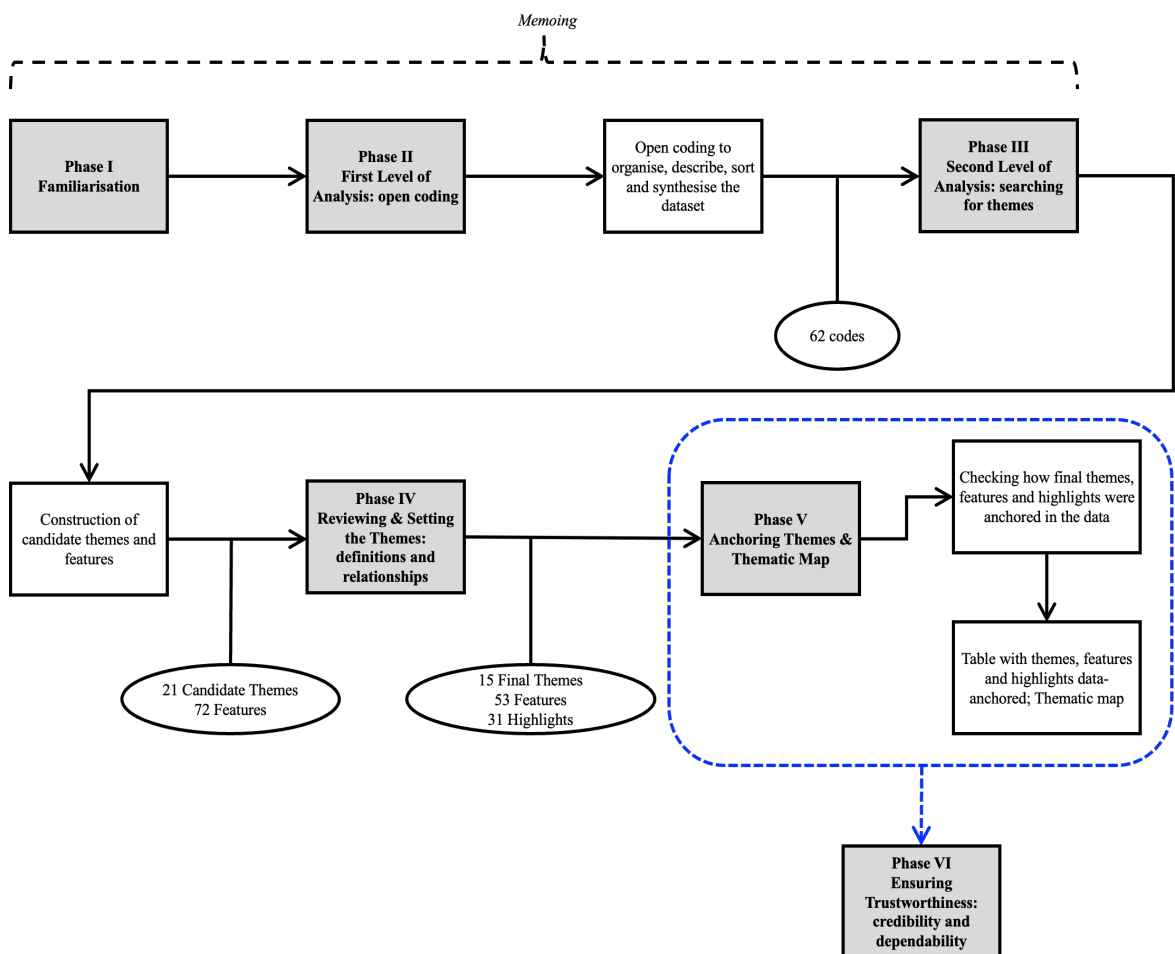 Memoing
Phase I
Familiarisation
Phase II
First Level of
Analysis: open coding
Open coding to
organise, describe, sort
and synthesise the
dataset
Phase III
Second Level of
Analysis: searching
for themes
62 codes
Construction of
candidate themes and
features
Phase IV
Reviewing & Setting
the Themes:
definitions and
relationships
Phase V
Anchoring Themes &
Thematic Map
Checking how final themes,
features and highlights were
anchored in the data
21 Candidate Themes
72 Features
15 Final Themes
53 Features
31 Highlights
Table with themes, features
and highlights data-
anchored; Thematic map
Phase VI
Ensuring
Trustworthiness:
credibility and
dependability